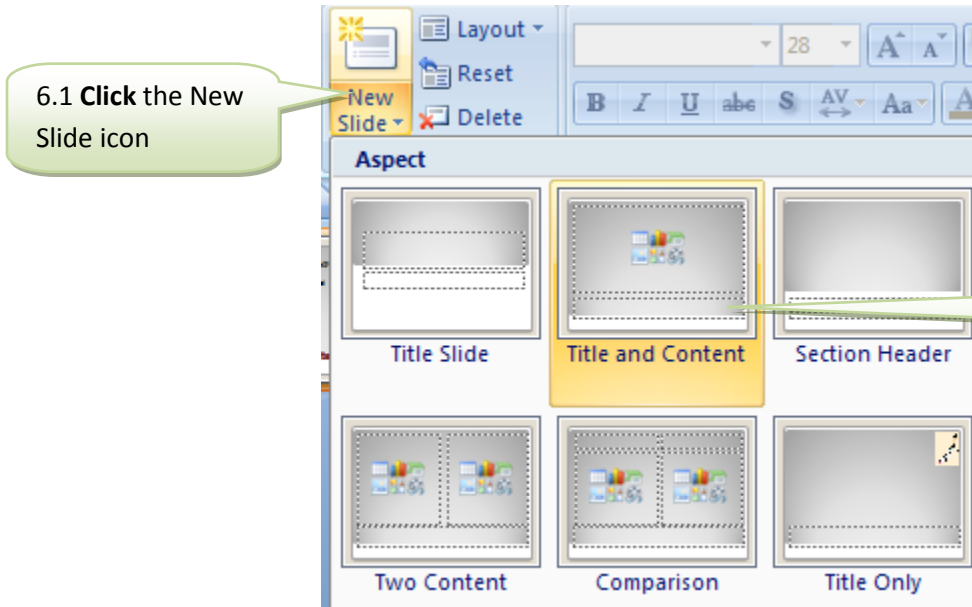 6.1 Click the New
Slide icon
New
Slide
Layout
Reset
Delete
28
A A
B I U abc S AV Aa A
Aspect
Title Slide
Title and Content
Section Header
Two Content
Comparison
Title Only